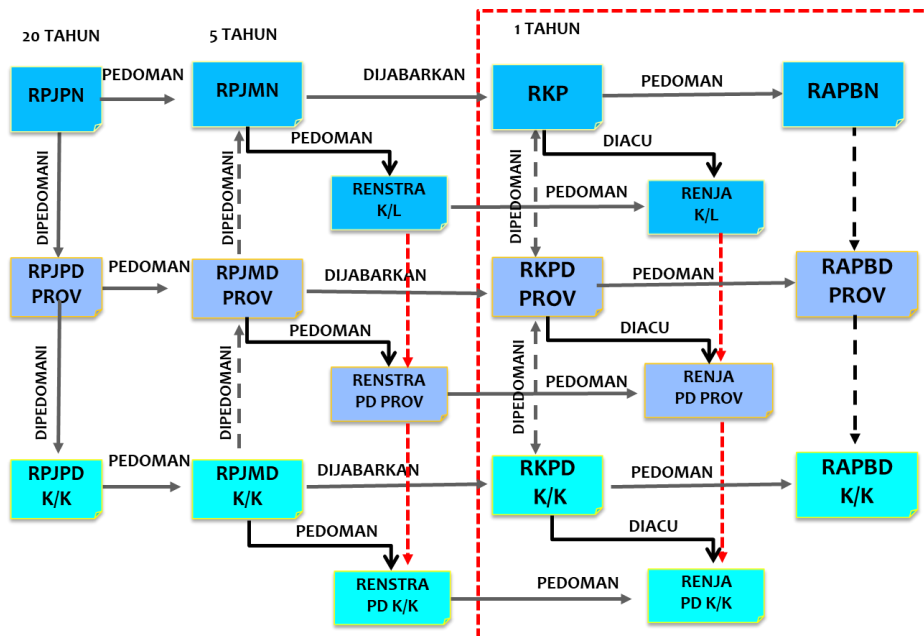 20 TAHUN
5 TAHUN
1 TAHUN
RPJPN
PEDOMAN
RPJMN
DIJABARKAN
RKP
PEDOMAN
RAPBN
DIPEDOMANI
DIPEDOMANI
PEDOMAN
RENSTRA
K/L
PEDOMAN
DIPEDOMANI
DIACU
RENJA
K/L
RPJPD
PROV
PEDOMAN
RPJMD
PROV
DIJABARKAN
RKPD
PROV
PEDOMAN
RAPBD
PROV
DIPEDOMANI
DIPEDOMANI
PEDOMAN
RENSTRA
PD PROV
PEDOMAN
DIPEDOMANI
DIACU
RENJA
PD PROV
RPJPD
K/K
PEDOMAN
RPJMD
K/K
DIJABARKAN
RKPD
K/K
PEDOMAN
RAPBD
K/K
PEDOMAN
RENSTRA
PD K/K
PEDOMAN
DIACU
RENJA
PD K/K